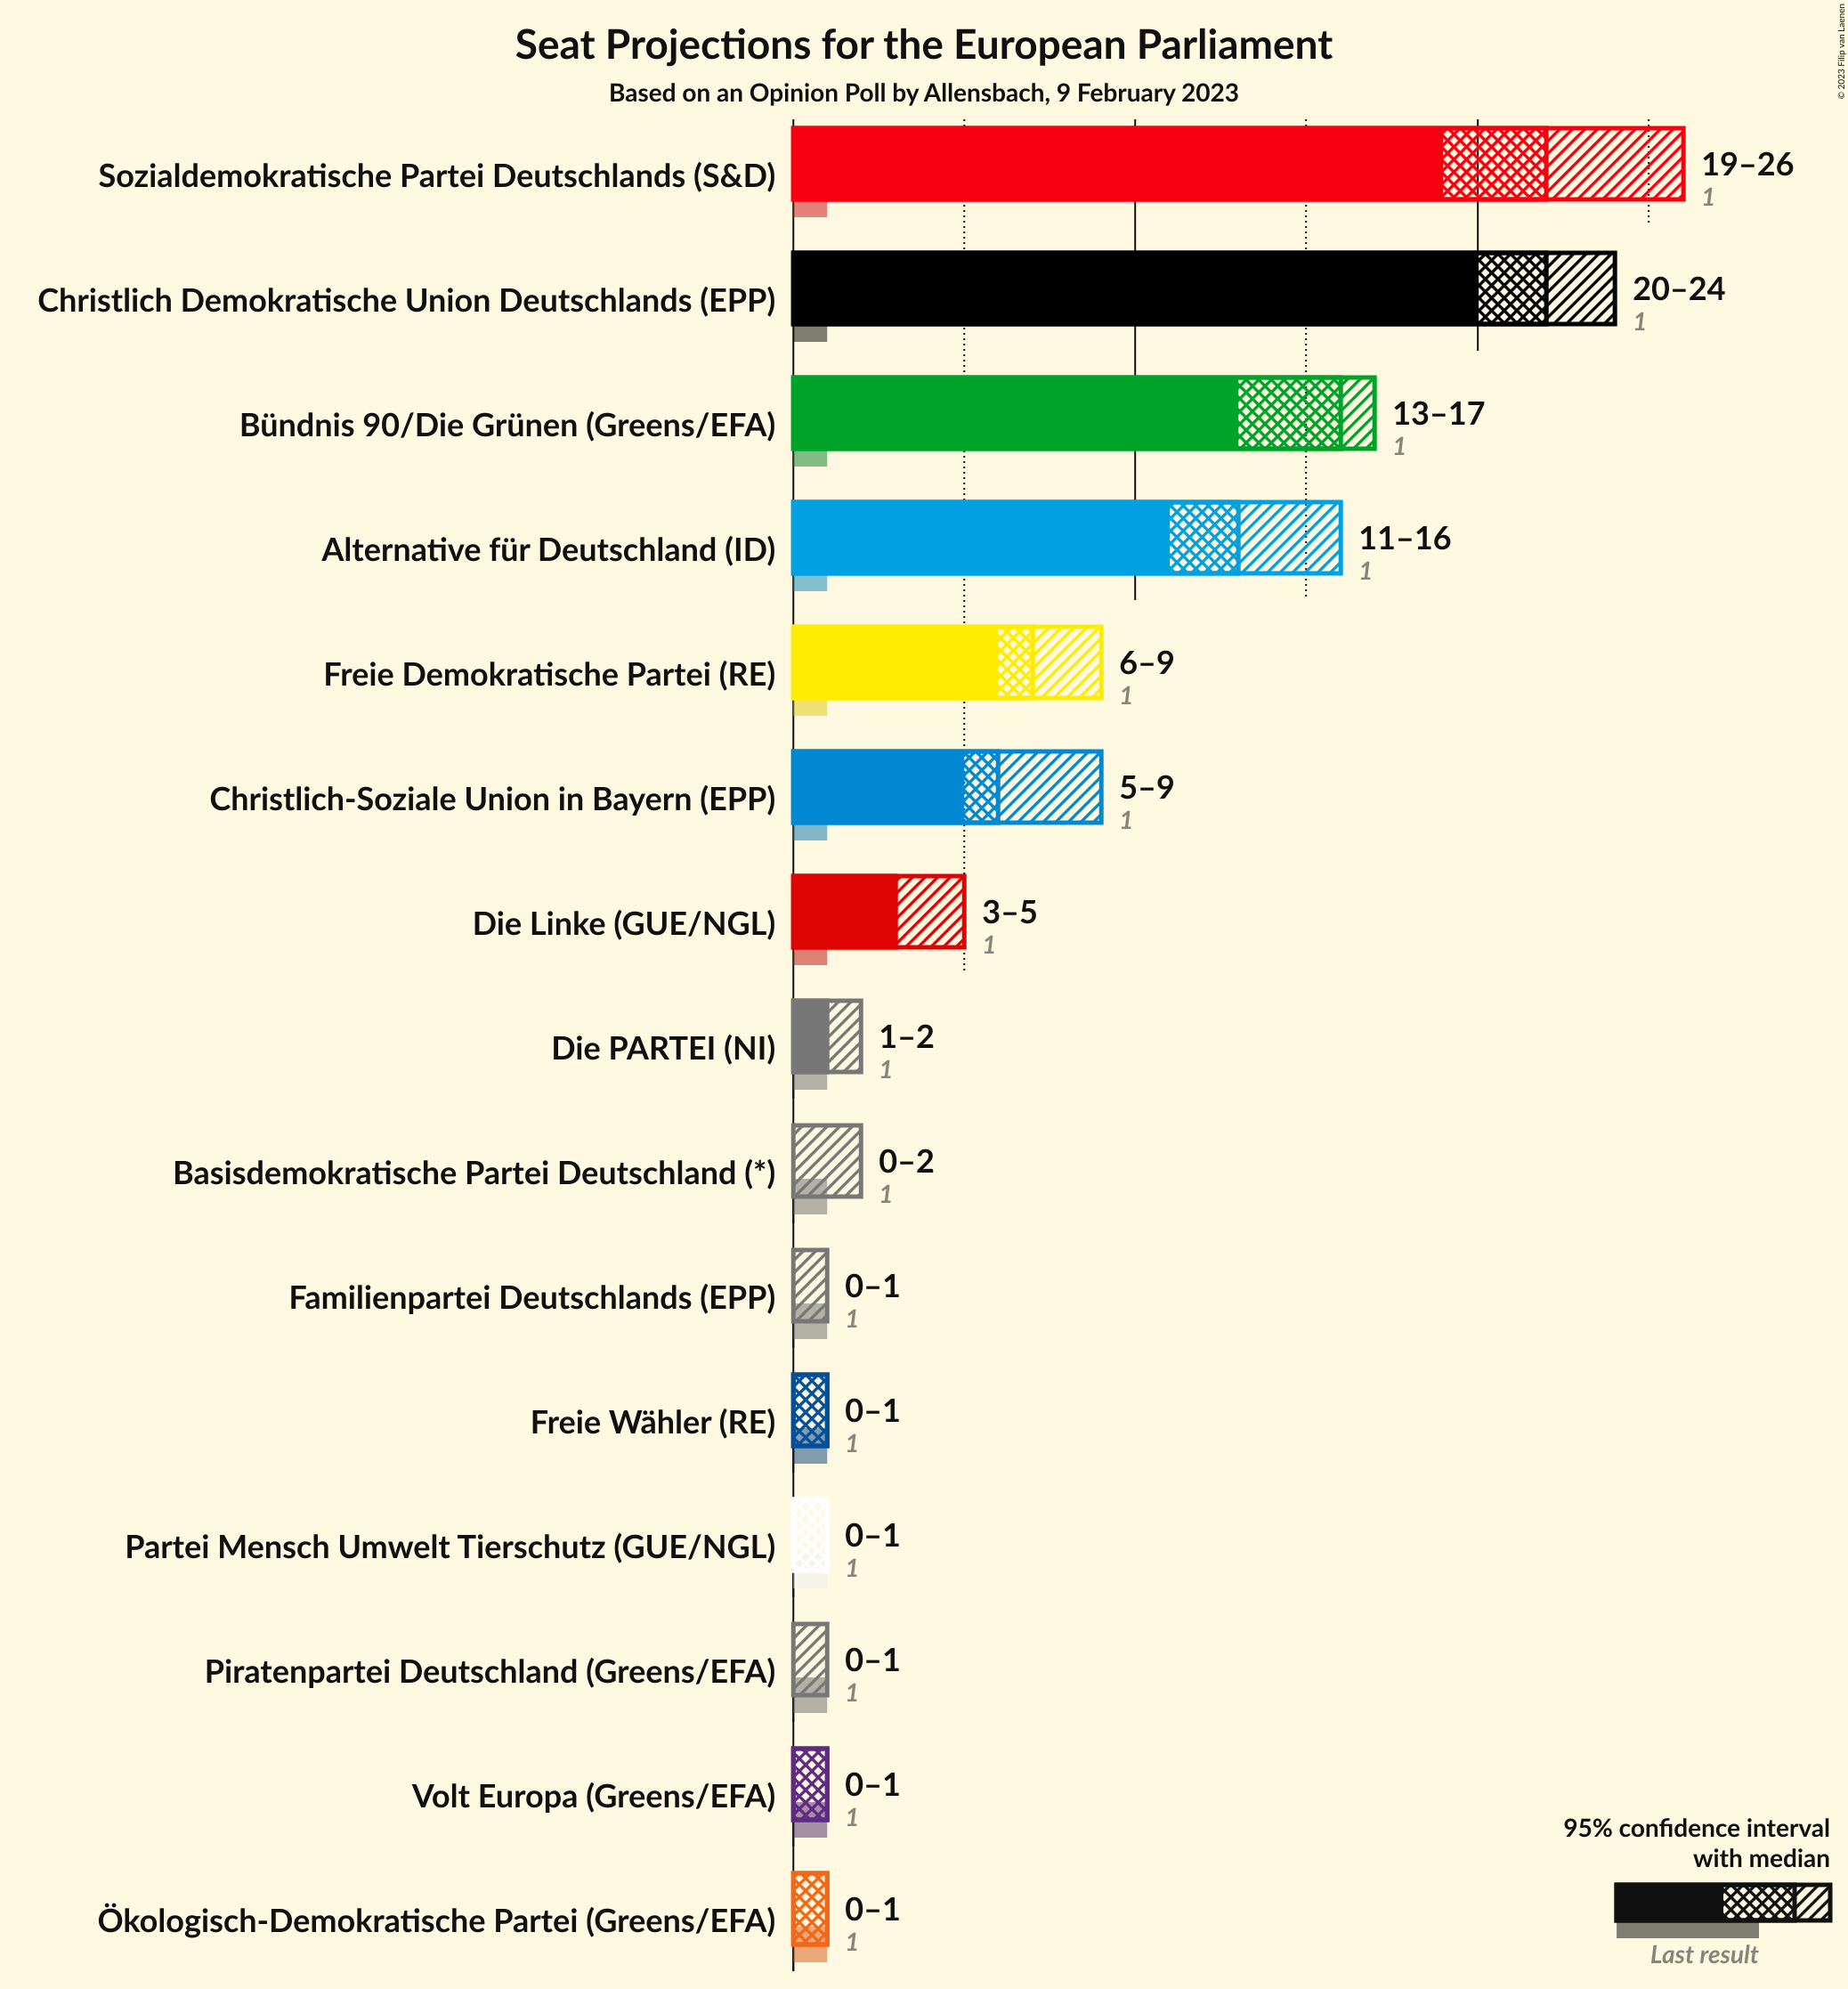 Seat Projections for the European Parliament
Based on an Opinion Poll by Allensbach, 9 February 2023
© 2023 Filip van Laenen
Sozialdemokratische Partei Deutschlands (S&D)
19–26
1
Christlich Demokratische Union Deutschlands (EPP)
20–24
1
Bündnis 90/Die Grünen (Greens/EFA)
13–17
1
Alternative für Deutschland (ID)
11–16
1
Freie Demokratische Partei (RE)
6–9
1
Christlich-Soziale Union in Bayern (EPP)
5–9
1
Die Linke (GUE/NGL)
3–5
1
Die PARTEI (NI)
1–2
1
Basisdemokratische Partei Deutschland (*)
0–2
1
Familienpartei Deutschlands (EPP)
0–1
1
Freie Wähler (RE)
0–1
1
Partei Mensch Umwelt Tierschutz (GUE/NGL)
0–1
1
Piratenpartei Deutschland (Greens/EFA)
0–1
1
Volt Europa (Greens/EFA)
0–1
1
Ökologisch-Demokratische Partei (Greens/EFA)
0–1
1
95% confidence interval
with median
Last result